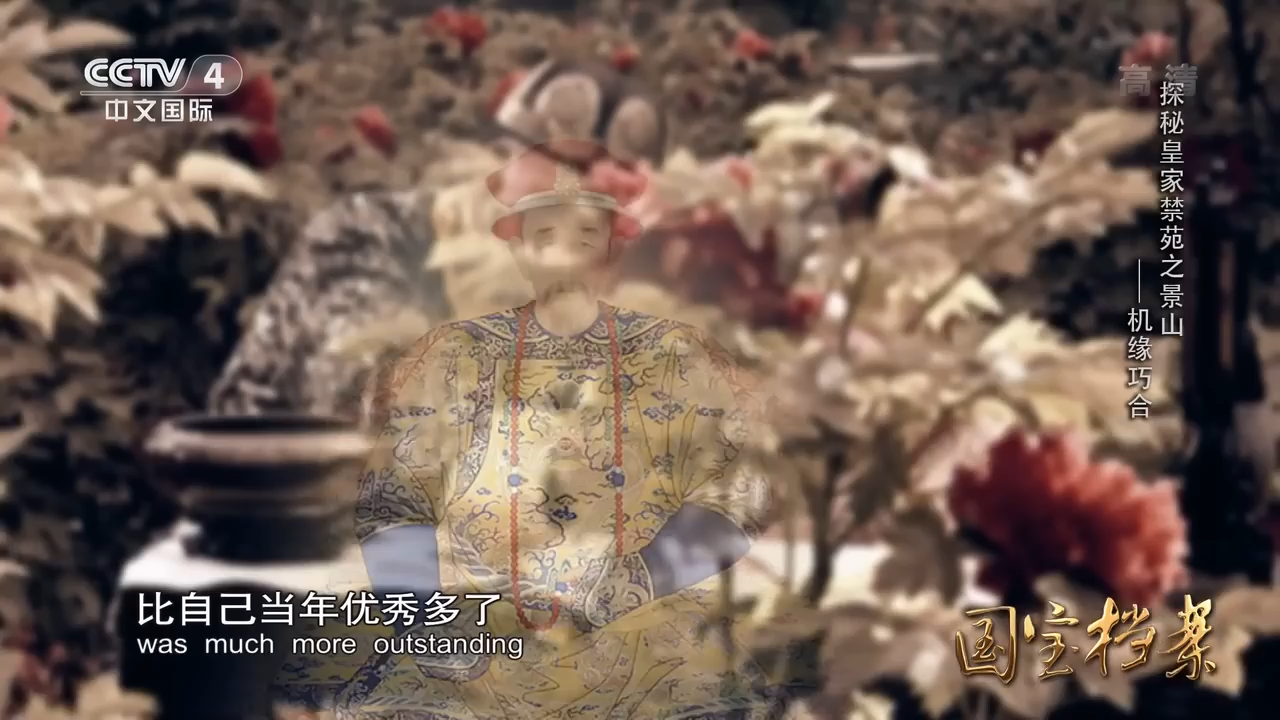 CCTV 4
中文国际
高清
探秘皇家禁苑之景山
——机缘巧合
比自己当年优秀多了
was much more outstanding
国宝档案